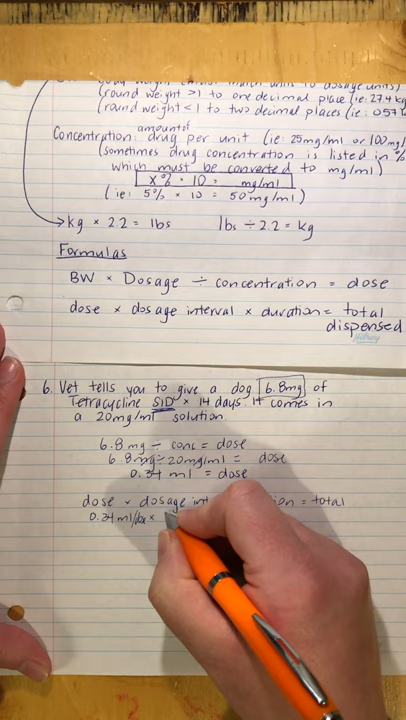 (round weight >1 to one decimal place (ie: 27.4 kg
(round weight <1 to two decimal places (ie: 0.57 k
Concentration: amount of drug per unit (ie: 25mg/ml or 100mg/
(sometimes drug concentration is listed in %
which must be converted to mg/ml)
X % × 10 = mg/ml
(ie: 5% × 10 = 50mg/ml)
kg × 2.2 = lbs lbs ÷ 2.2 = kg
Formulas
BW × Dosage ÷ concentration = dose
dose × dosage interval × duration = total
dispensed
6. Vet tells you to give a dog 6.8mg of
Tetracycline SID × 14 days. It comes in
a 20mg/ml solution.
6.8 mg ÷ conc = dose
6.8mg ÷ 20mg/ml = dose
0.34 ml = dose
dose × dosage int ion = total
0.34 ml/dose ×